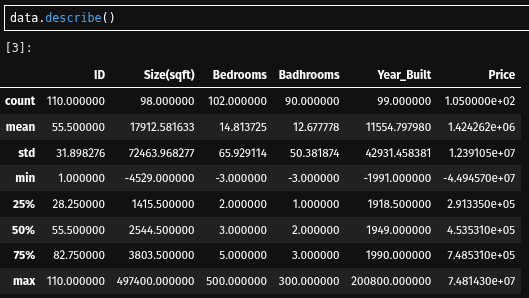 data.describe()
[3]:
ID Size(sqft) Bedrooms Badhrooms Year_Built Price
count 110.000000 98.000000 102.000000 90.000000 99.000000 1.050000e+02
mean 55.500000 17912.581633 14.813725 12.677778 11554.797980 1.424262e+06
std 31.898276 72463.968277 65.929114 50.381874 42931.458381 1.239105e+07
min 1.000000 -4529.000000 -3.000000 -3.000000 -1991.000000 -4.494570e+07
25% 28.250000 1415.500000 2.000000 1.000000 1918.500000 2.913350e+05
50% 55.500000 2544.500000 3.000000 2.000000 1949.000000 4.535310e+05
75% 82.750000 3803.500000 5.000000 3.000000 1990.000000 7.485310e+05
max 110.000000 497400.000000 500.000000 300.000000 200800.000000 7.481430e+07